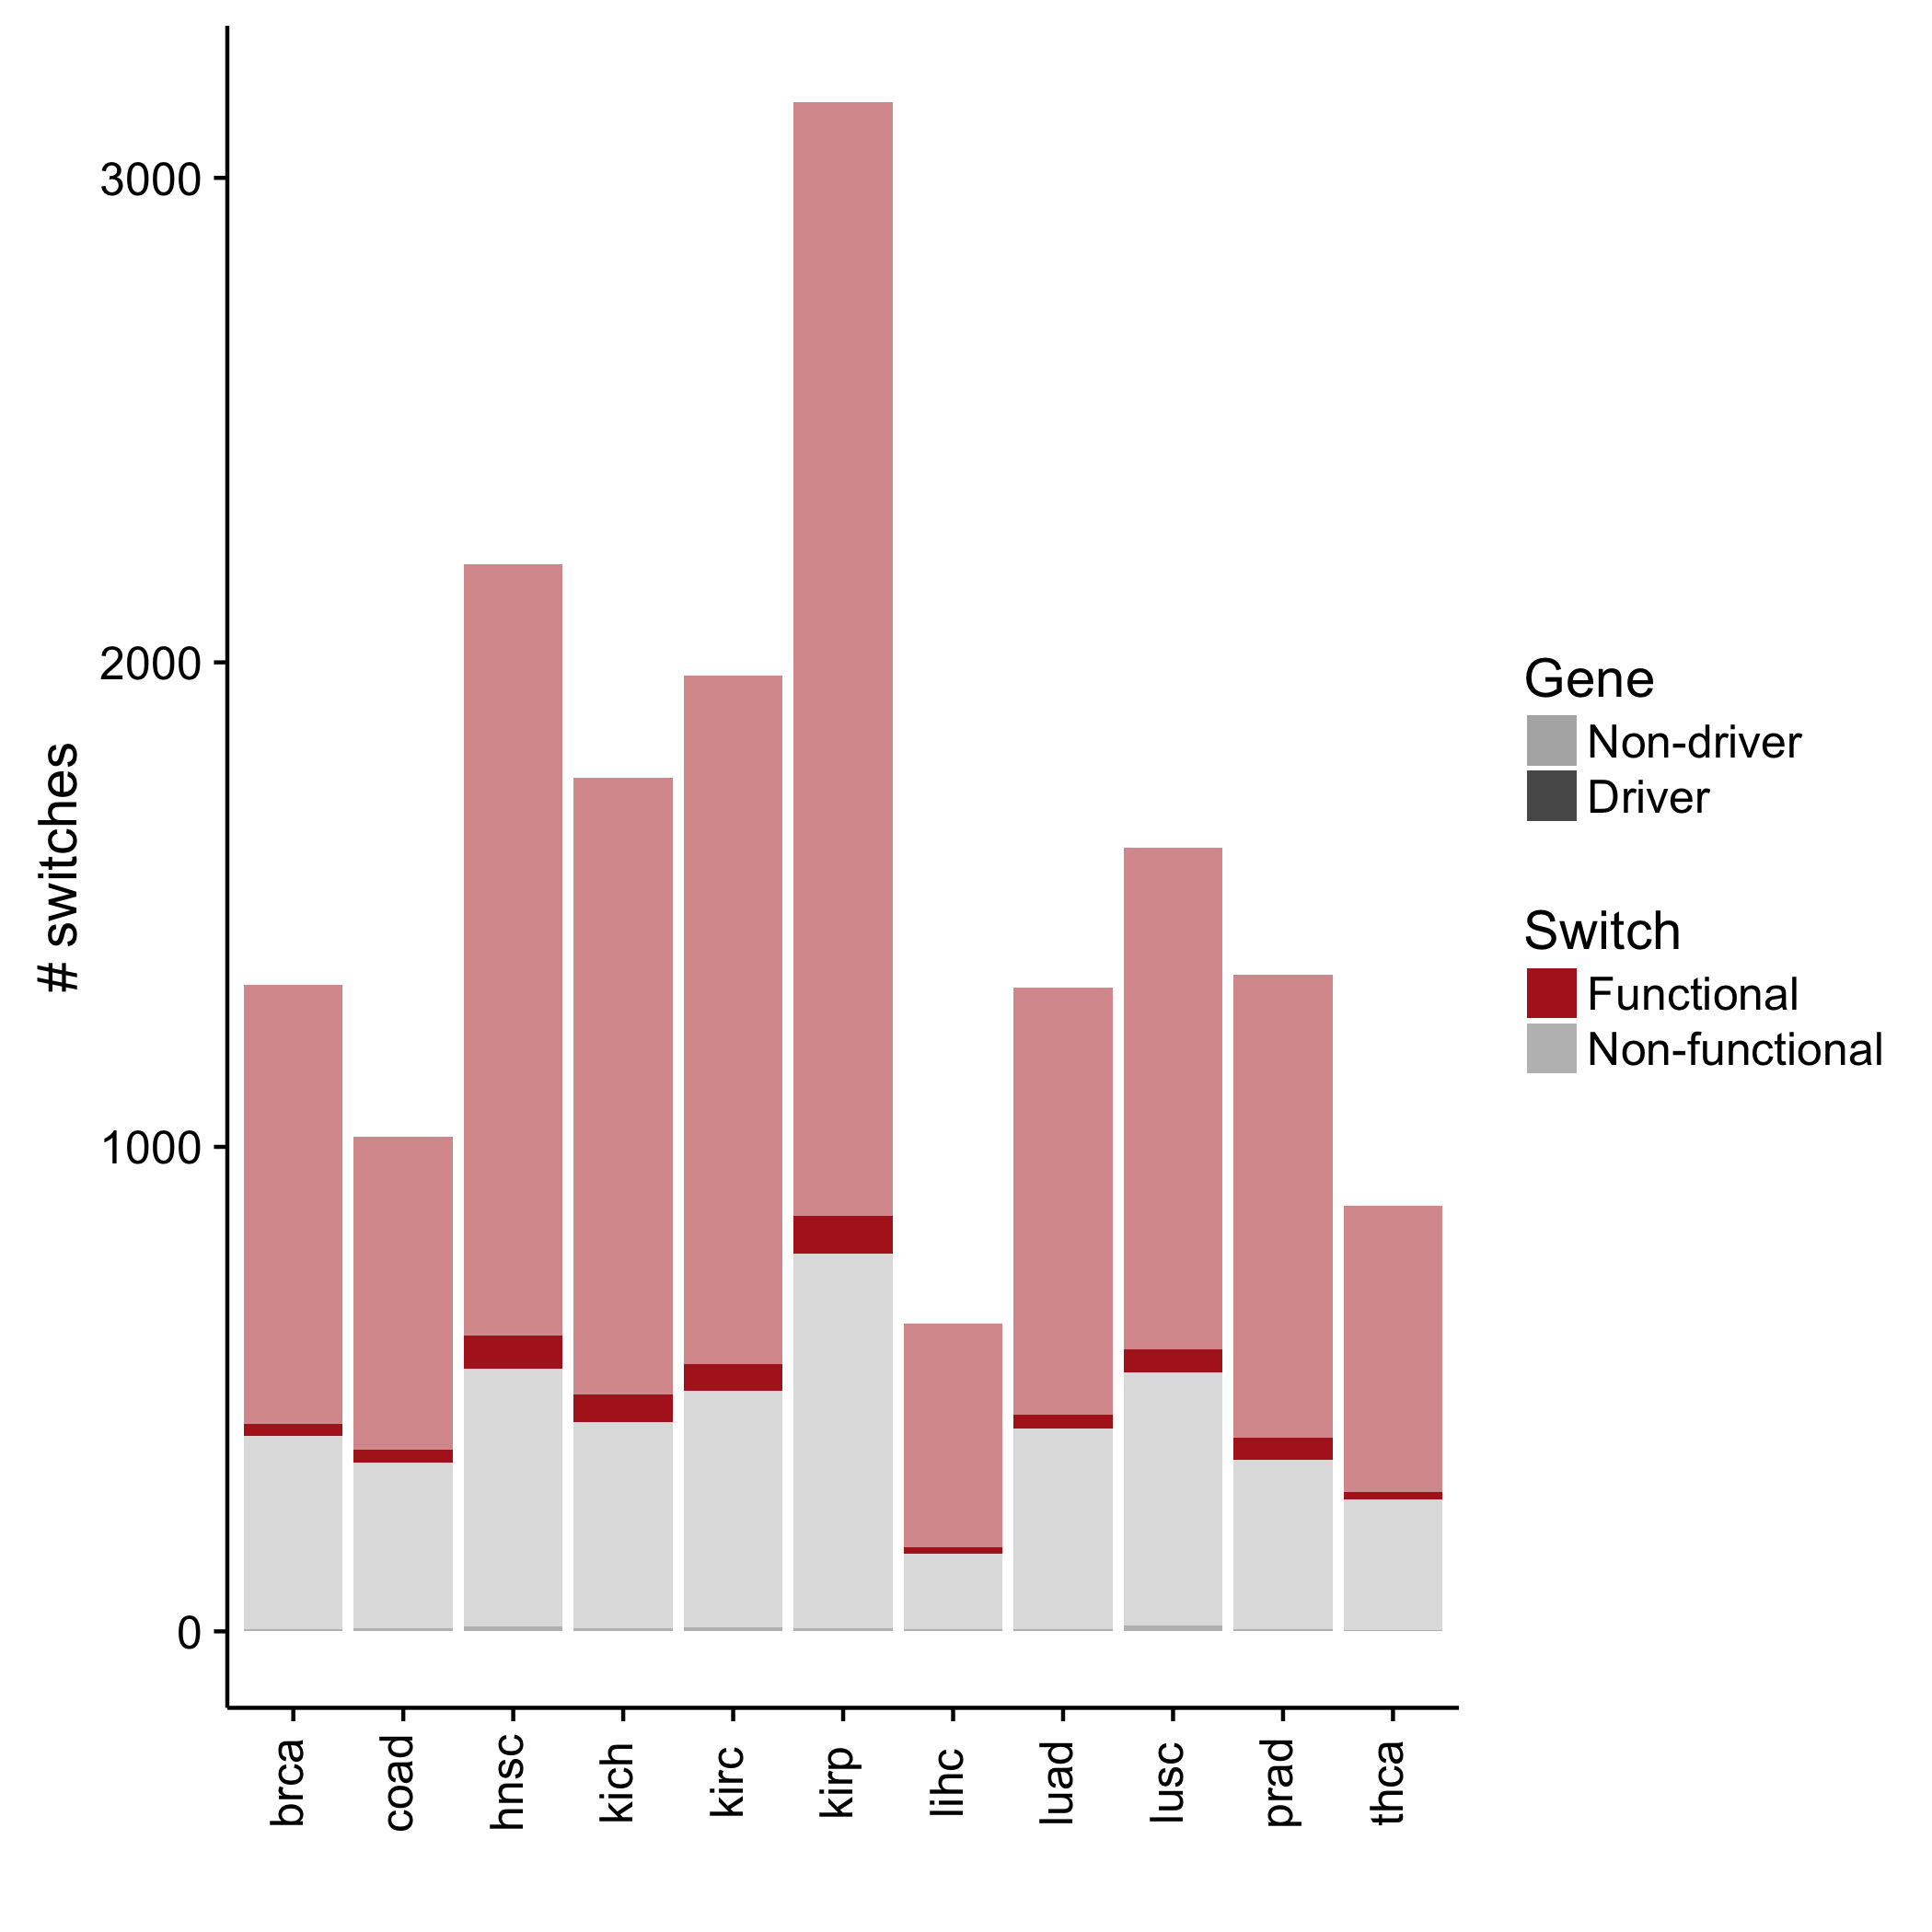 # switches
3000
2000
1000
0
brca
coad
hnsc
kich
kirc
kirp
lihc
luad
lusc
prad
thca
Gene
Non-driver
Driver
Switch
Functional
Non-functional